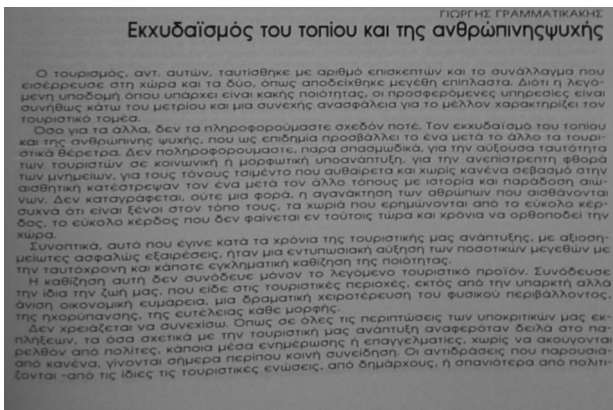 ΓΙΩΡΓΗΣ ΓΡΑΜΜΑΤΙΚΑΚΗΣ
Εκχυδαϊσμός του τοπίου και της ανθρώπινηςψυχής
Ο τουρισμός, αντ. αυτών, ταυτίσθηκε με αριθμό επισκεπτών και το συνάλλαγμα που
εισέρρευσε στη χώρα και τα δύο, όπως αποδείχθηκε μεγέθη επίπλαστα. Διότι η λεγό-
μενη υποδομή όπου υπάρχει είναι κακής ποιότητας, οι προσφερόμενες υπηρεσίες είναι
συνήθως κάτω του μετρίου και μια συνεχής ανασφάλεια για το μέλλον χαρακτηρίζει τον
τουριστικό τομέα.
Όσο για τα άλλα, δεν τα πληροφορούμαστε σχεδόν ποτέ. Τον εκχυδαϊσμό του τοπίου
και της ανθρώπινης ψυχής, που ως επιδημία προσβάλλει το ένα μετά το άλλο τα τουρι-
στικά θέρετρα. Δεν πληροφορούμαστε, παρά σπασμωδικά, για την αύξουσα ταυτότητα
των τουριστών σε κοινωνική ή μορφωτική υποανάπτυξη, για την ανεπίστρεπτη φθορά
των μνημείων, για τους τόνους τσιμέντο που αυθαίρετα και χωρίς κανένα σεβασμό στην
αισθητική κατέστρεψαν τον ένα μετά τον άλλο τόπους με ιστορία και παράδοση αιώ-
νων. Δεν καταγράφεται, ούτε μια φορά, η αγανάκτηση των αθρώπων που αισθάνονται
συχνά ότι είναι ξένοι στον τόπο τους, τα χωριά που ερημώνονται από το εύκολο κέρ-
δος, το εύκολο κέρδος που δεν φαίνεται εν τούτοις τώρα και χρόνια να ορθοποδεί την
χώρα.
Συνοπτικά, αυτό που έγινε κατά τα χρόνια της τουριστικής μας ανάπτυξης, με αξιοση-
μείωτες ασφαλώς εξαιρέσεις, ήταν μια εντυπωσιακή αύξηση των ποσοτικών μεγεθών με
την ταυτόχρονη και κάποτε εγκληματική καθίζηση της ποιότητας.
Η καθίζηση αυτή δεν συνόδευσε μόνον το λεγόμενο τουριστικό προϊόν. Συνόδευσε
την ίδια την ζωή μας, που είδε στις τουριστικές περιοχές, εκτός από την υπαρκτή αλλά
άνιση οικονομική ευμάρεια, μια δραματική χειροτέρευση του φυσικού περιβάλλοντος,
της ηχορύπανσης, της ευτέλειας κάθε μορφής.
Δεν χρειάζεται να συνεχίσω. Όπως σε όλες τις περιπτώσεις των υποκριτικών μας εκ-
πλήξεων, τα όσα σχετικά με την τουριστική μας ανάπτυξη αναφερόταν δειλά στο πα-
ρελθόν από πολίτες, κάποια μέσα ενημέρωσης ή επαγγελματίες, χωρίς να ακούγονται
από κανένα, γίνονται σήμερα περίπου κοινή συνείδηση. Οι αντιδράσεις που παρουσιά-
ζονται -από τις ίδιες τις τουριστικές ενώσεις, από δημάρχους, ή σπανιότερα από πολιτι-